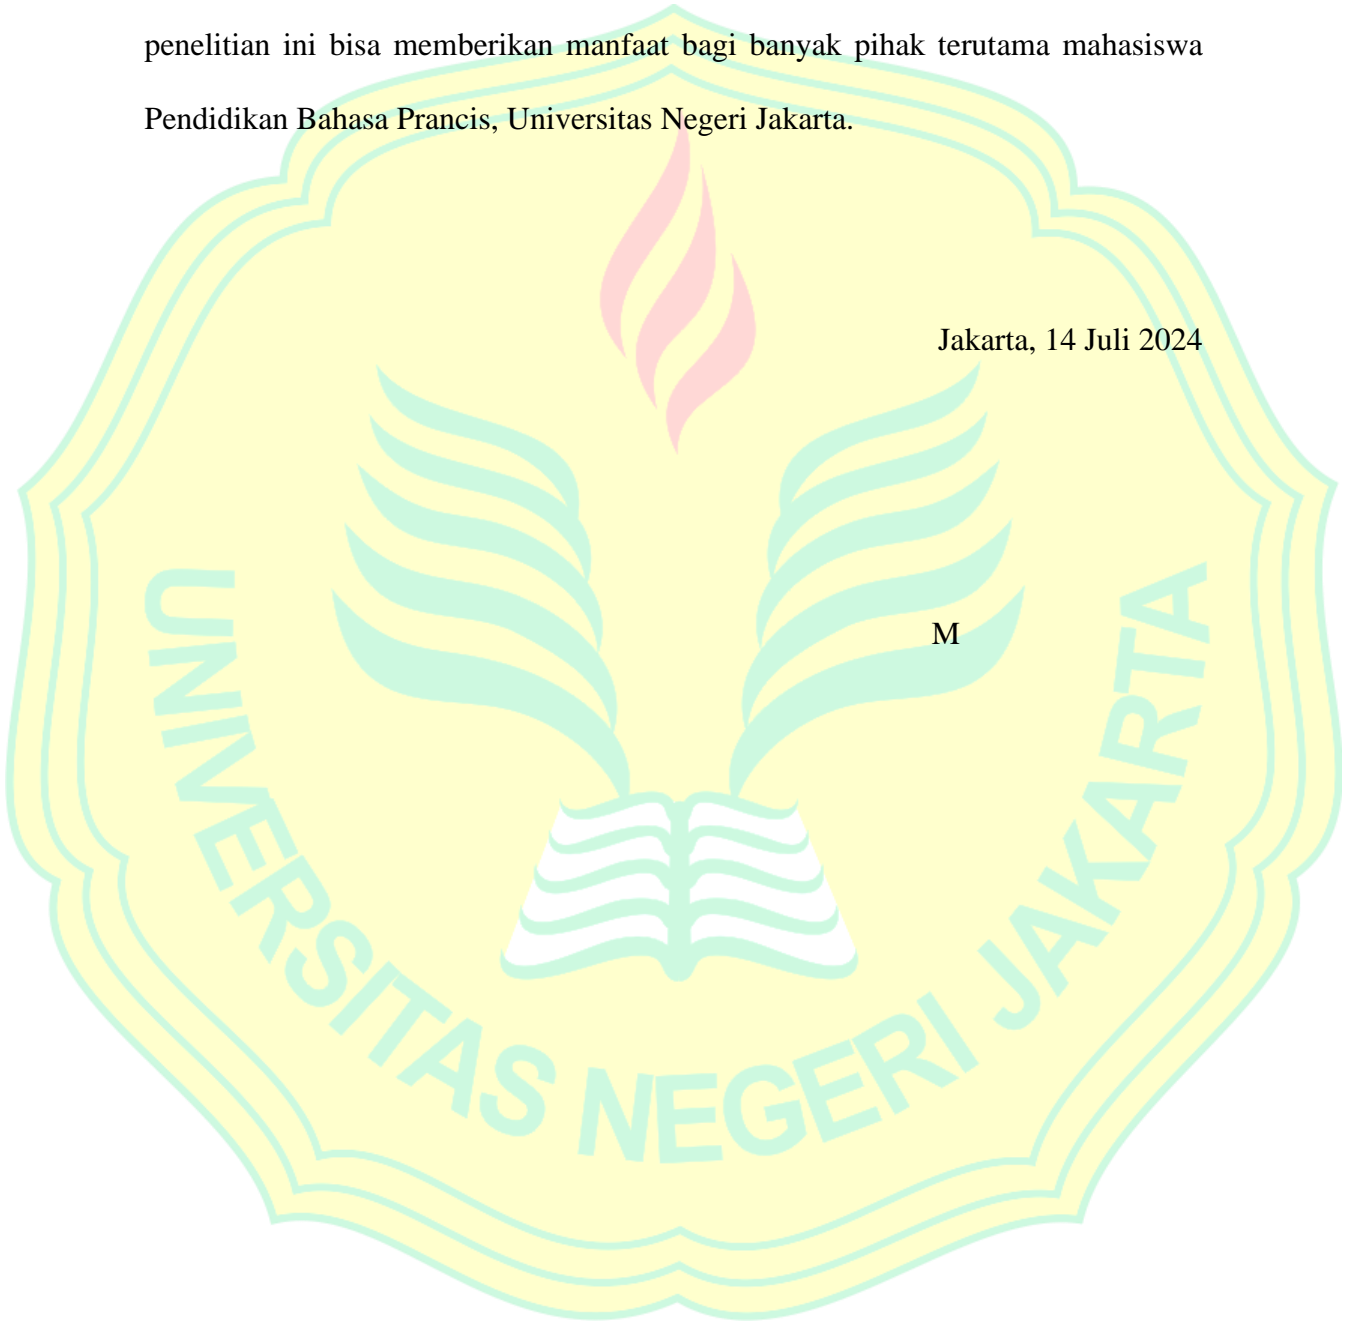 penelitian ini bisa memberikan manfaat bagi banyak pihak terutama mahasiswa
Pendidikan Bahasa Prancis, Universitas Negeri Jakarta.
Jakarta, 14 Juli 2024
M
UNIVERSITAS NEGERI JAKARTA